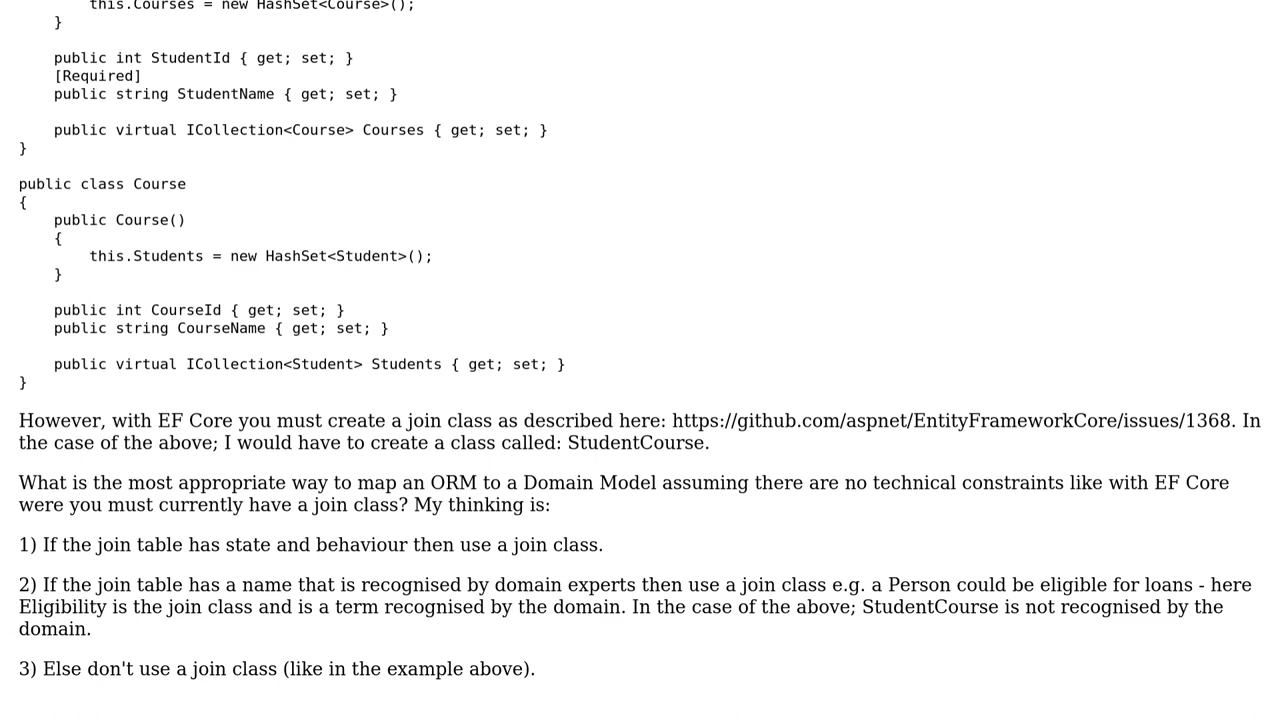 this.Courses = new HashSet<Course>();
}
public int StudentId { get; set; }
[Required]
public string StudentName { get; set; }
public virtual ICollection<Course> Courses { get; set; }
}
public class Course
{
public Course()
{
this.Students = new HashSet<Student>();
}
public int CourseId { get; set; }
public string CourseName { get; set; }
public virtual ICollection<Student> Students { get; set; }
}
However, with EF Core you must create a join class as described here: https://github.com/aspnet/EntityFrameworkCore/issues/1368. In
the case of the above; I would have to create a class called: StudentCourse.
What is the most appropriate way to map an ORM to a Domain Model assuming there are no technical constraints like with EF Core
were you must currently have a join class? My thinking is:
1) If the join table has state and behaviour then use a join class.
2) If the join table has a name that is recognised by domain experts then use a join class e.g. a Person could be eligible for loans - here
Eligibility is the join class and is a term recognised by the domain. In the case of the above; StudentCourse is not recognised by the
domain.
3) Else don't use a join class (like in the example above).